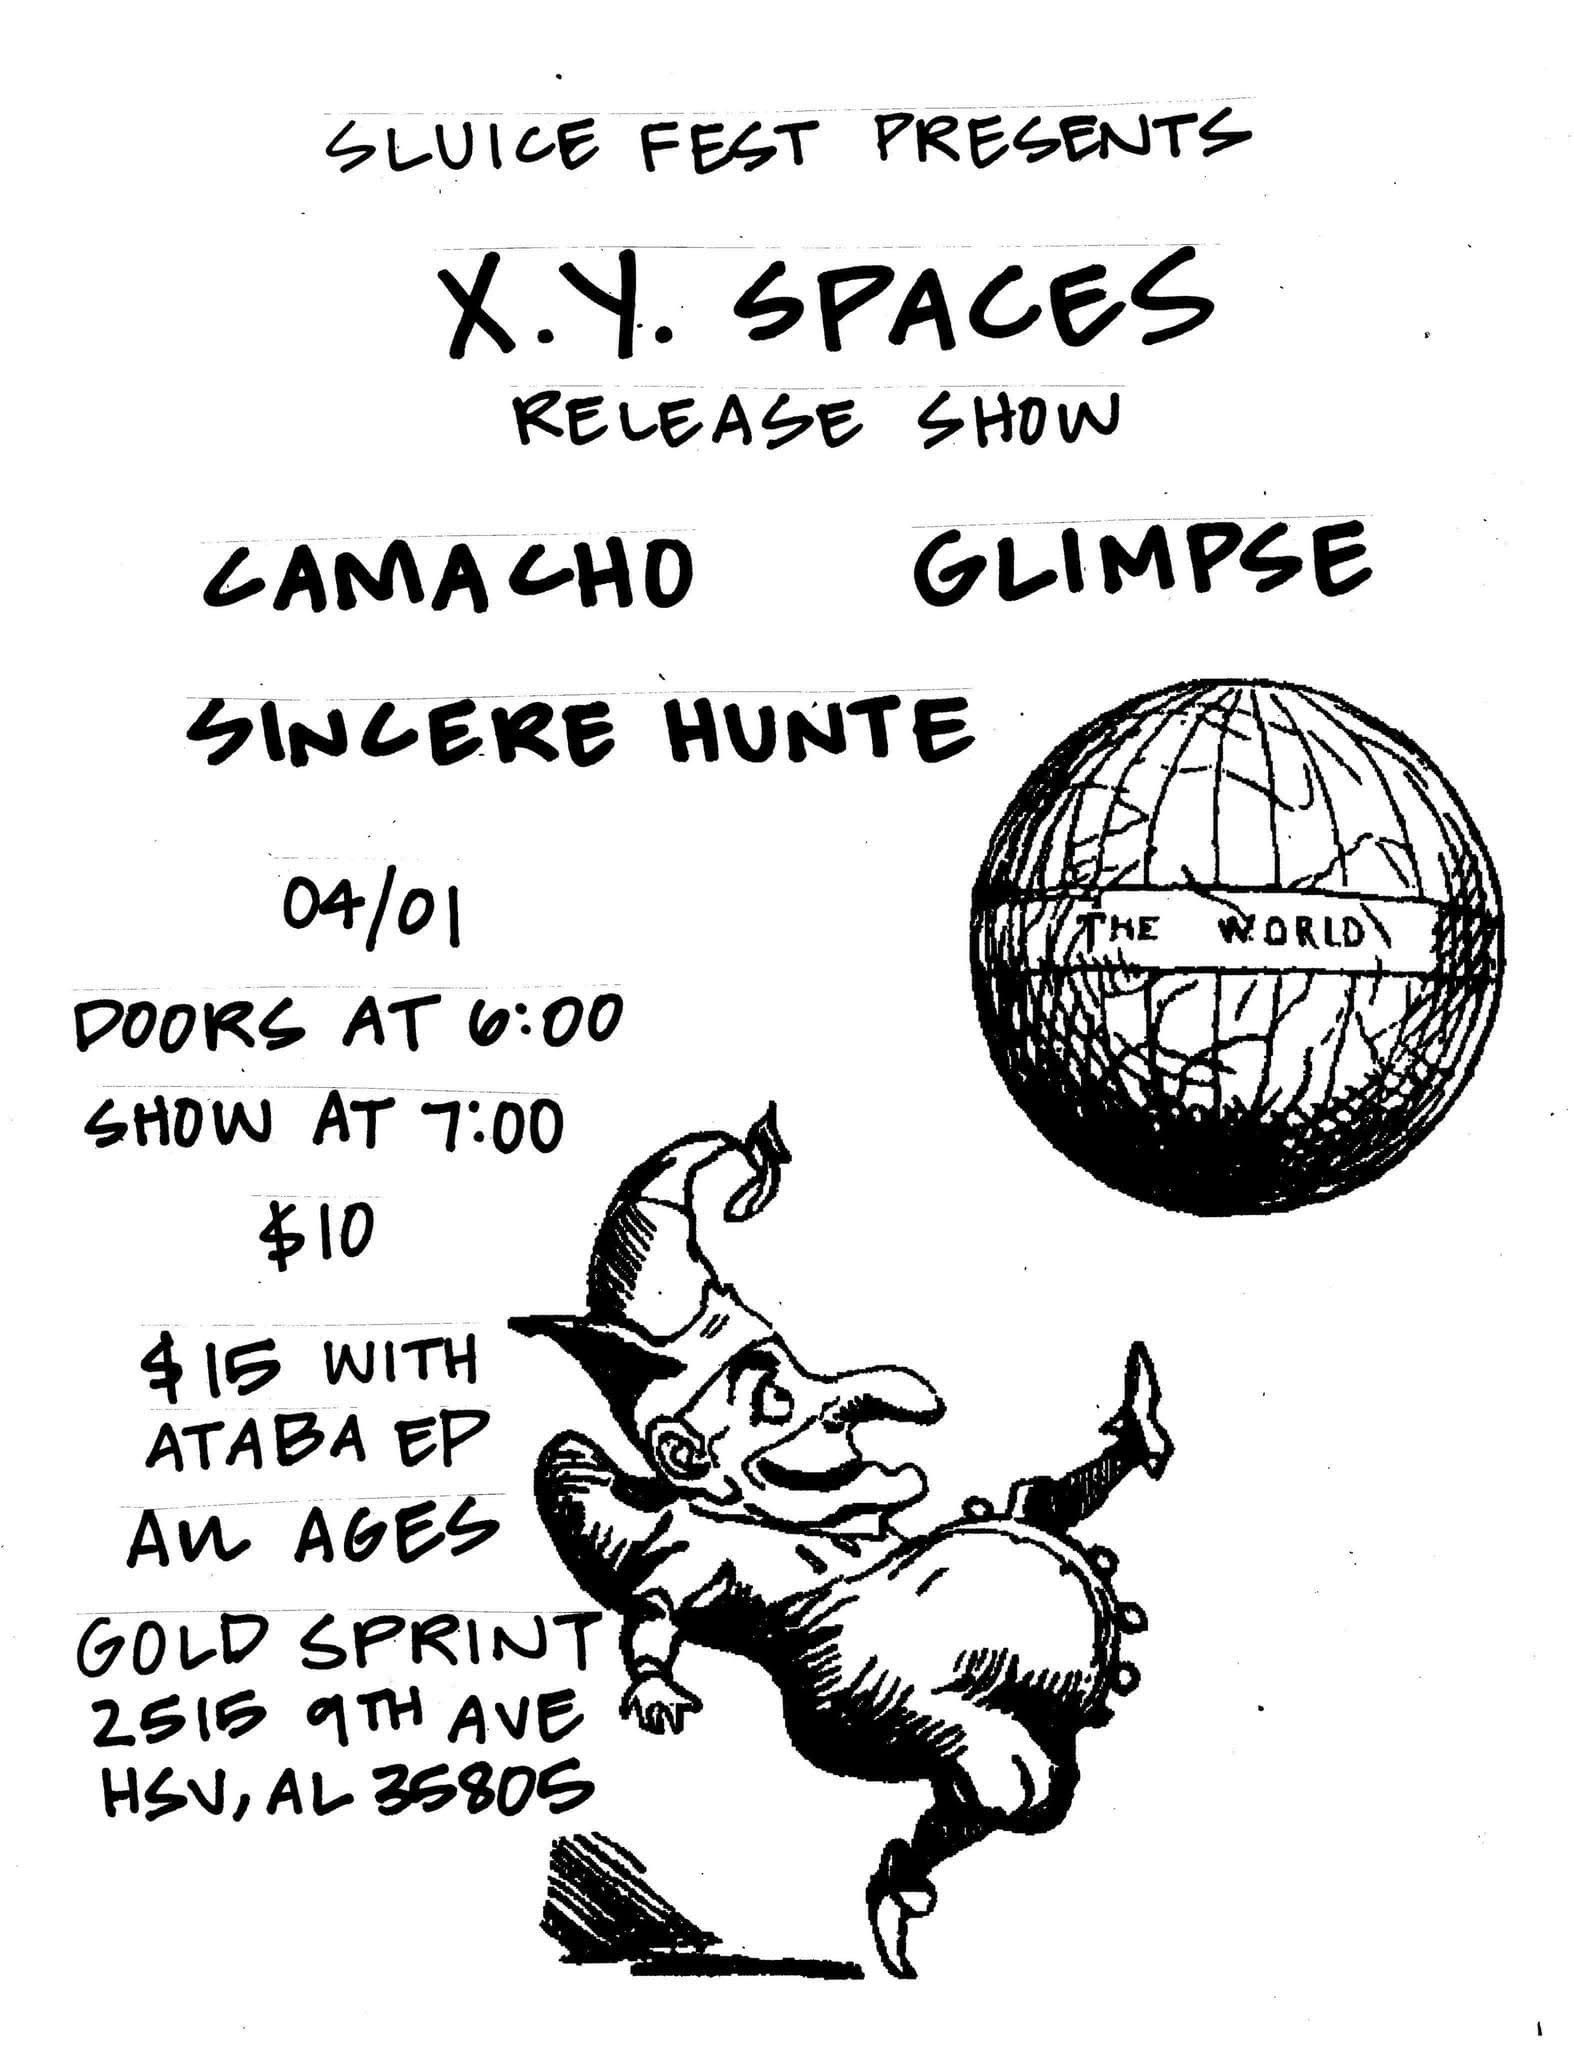 SLUICE FEST PRESENTS
X.Y. SPACES
RELEASE SHOW
CAMACHO GLIMPSE
SINCERE HUNTE
04/01
DOORS AT 6:00
SHOW AT 7:00
$10
$15 WITH
ATABA EP
ALL AGES
GOLD SPRINT
2515 9TH AVE
HSV, AL 35805
THE WORLD